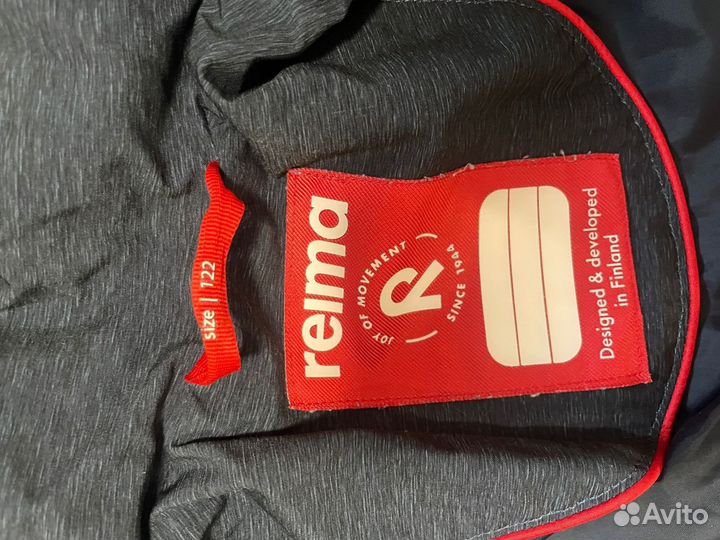 size | 122
reima
JOY OF MOVEMENT
SINCE 1944
R
Designed & developed
in Finland
Avito